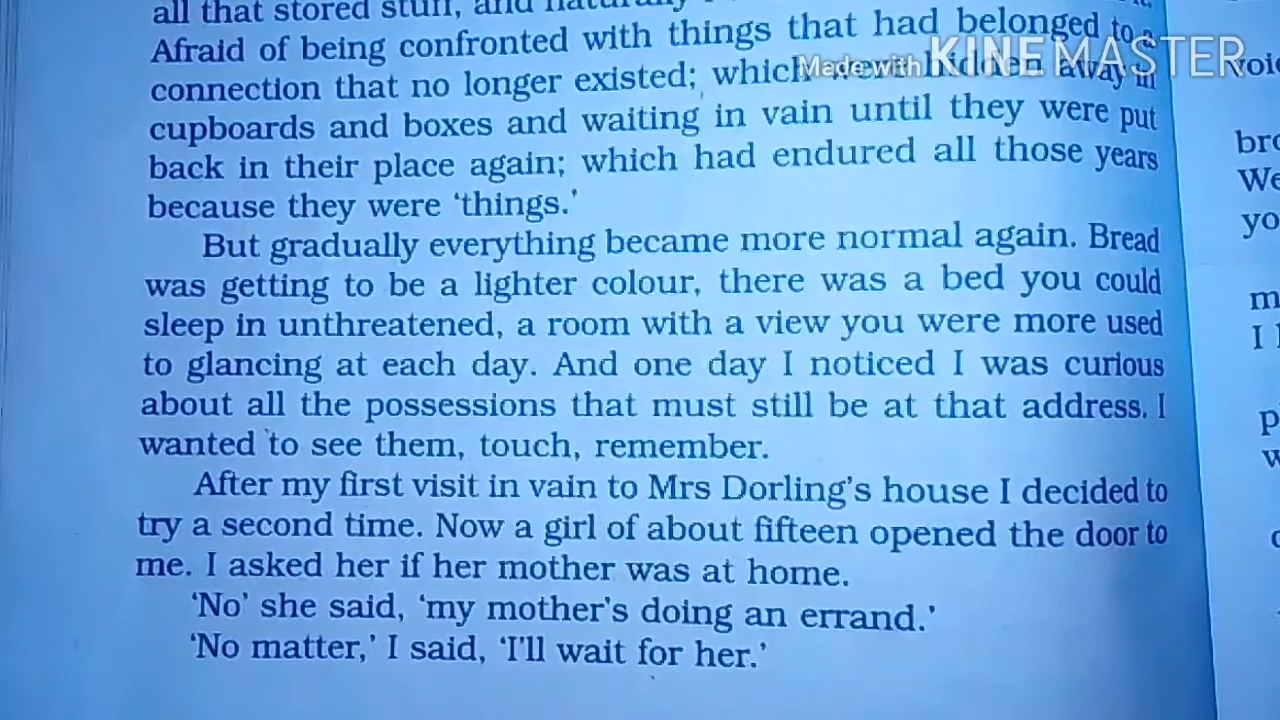 all that stored stuff, and naturally
Afraid of being confronted with things that had belonged to a
connection that no longer existed; which were hidden away in
Made with KINEMASTER
cupboards and boxes and waiting in vain until they were put
back in their place again; which had endured all those years
because they were ‘things.’
But gradually everything became more normal again. Bread
was getting to be a lighter colour, there was a bed you could
sleep in unthreatened, a room with a view you were more used
to glancing at each day. And one day I noticed I was curious
about all the possessions that must still be at that address. I
wanted to see them, touch, remember.
After my first visit in vain to Mrs Dorling’s house I decided to
try a second time. Now a girl of about fifteen opened the door to
me. I asked her if her mother was at home.
‘No’ she said, ‘my mother’s doing an errand.’
‘No matter,’ I said, ‘I’ll wait for her.’